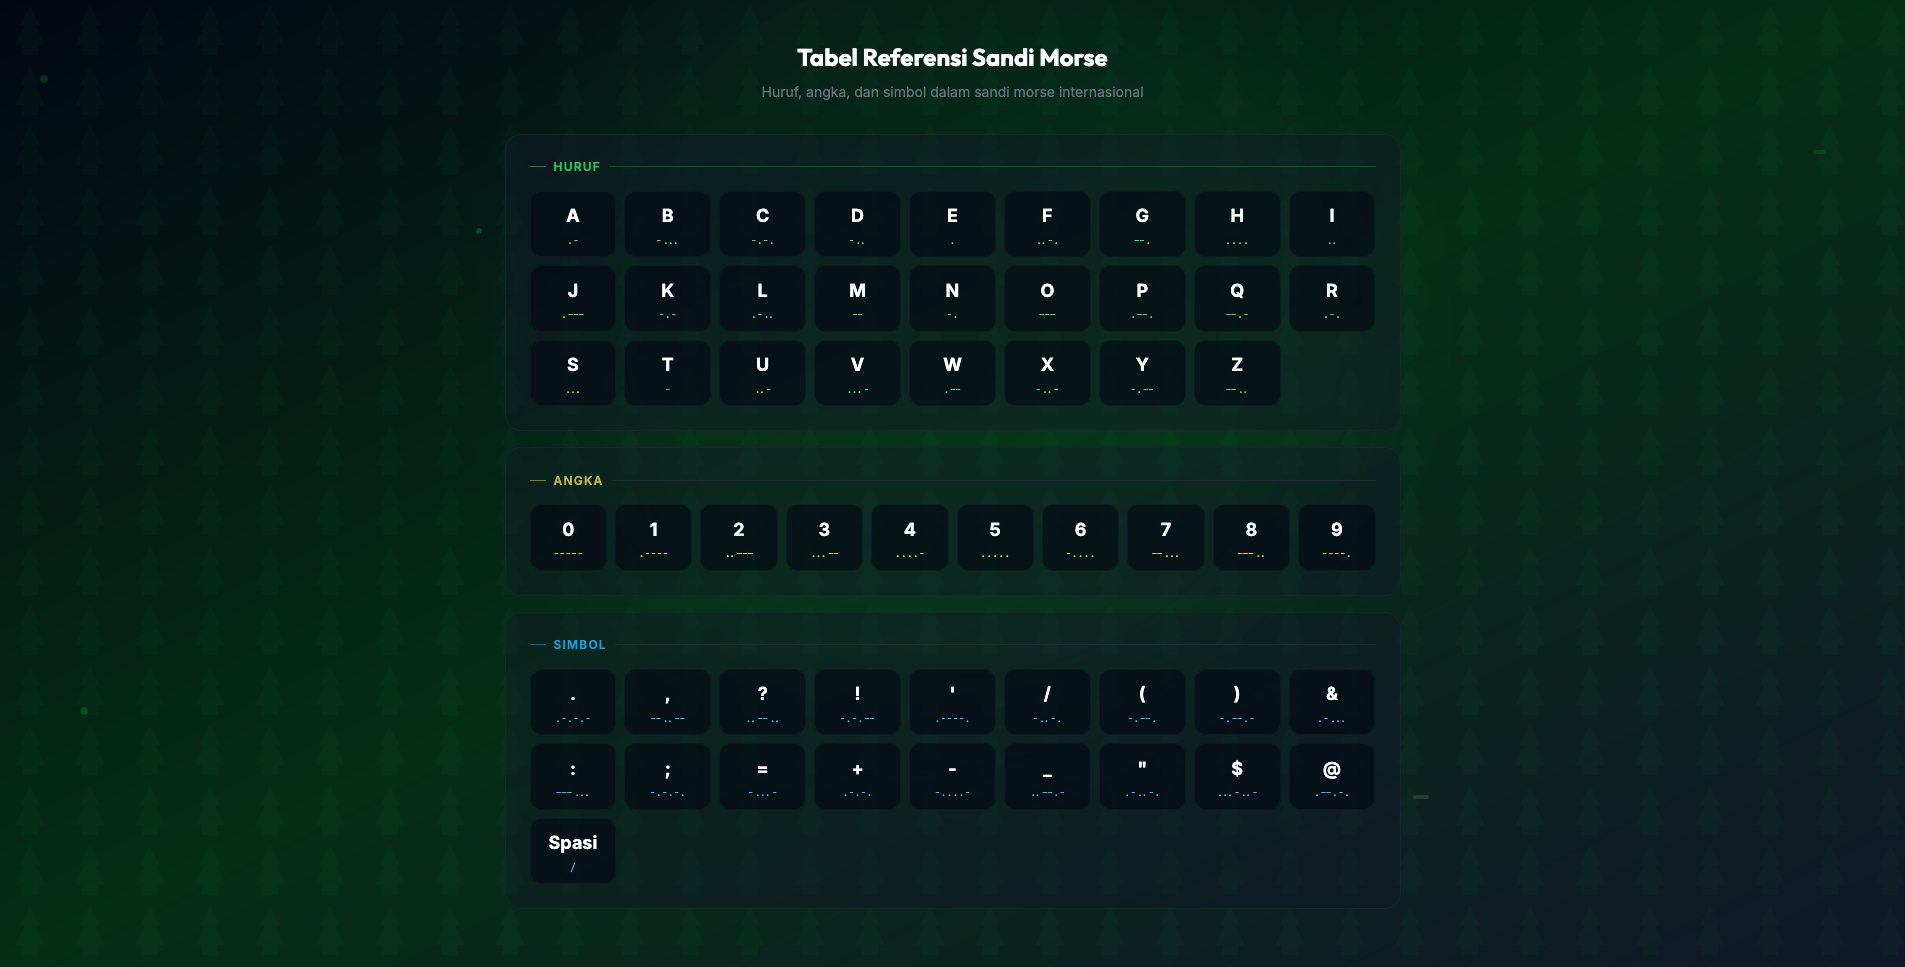 Tabel Referensi Sandi Morse
Huruf, angka, dan simbol dalam sandi morse internasional
HURUF
A B C D E F G H I
.- -... -.-. -.. . ..-. --. .... ..
J K L M N O P Q R
.--- -.- .-.. -- -. --- .--. --.- .-.
S T U V W X Y Z
... - ..- ...- .-- -..- -.-- --..
ANGKA
0 1 2 3 4 5 6 7 8 9
----- .---- ..--- ...-- ....- ..... -.... --... ---.. ----.
SIMBOL
. , ? ! ' / ( ) &
.-.-.- --..-- ..--.. -.-.-- .----. -..-. -.--. -.--.- .-...
: ; = + - _ " $ @
---... -.-.-. -...- .-.-. -....- ..--.- .-..-. ...-..- .--.-.
Spasi
/